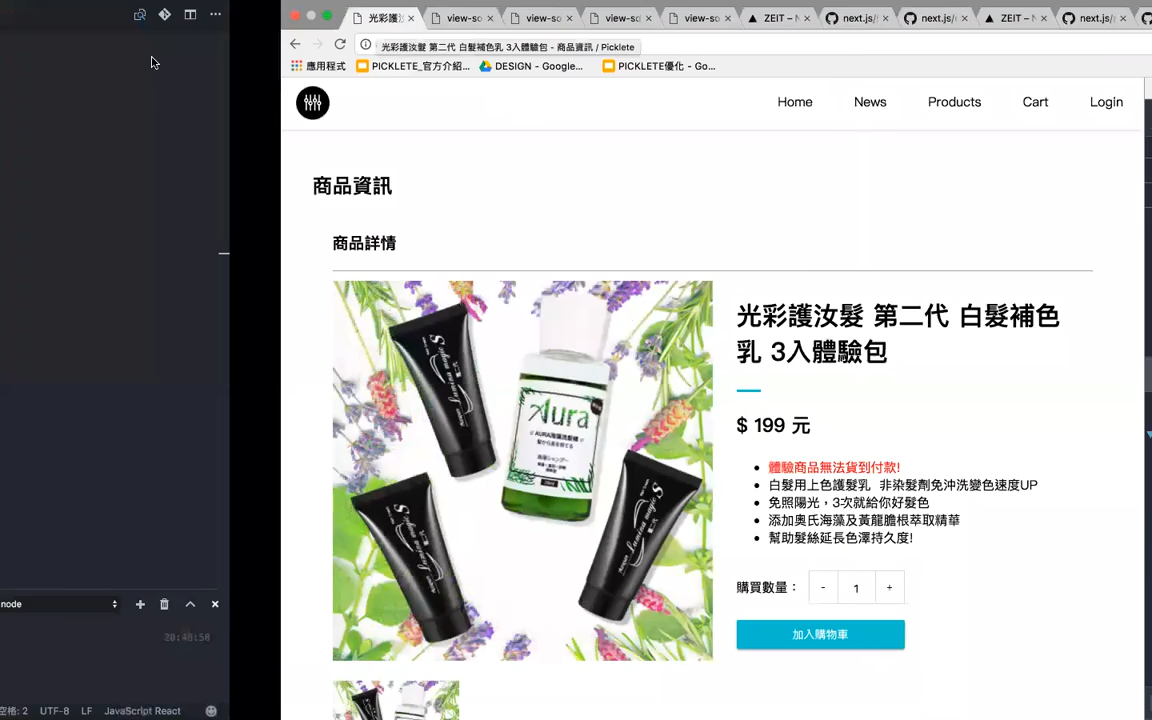 光彩護汝
view-so
view-so
view-so
view-so
ZEIT – N
next.js/
next.js/
ZEIT – N
next.js/
光彩護汝髮 第二代 白髮補色乳 3入體驗包 - 商品資訊 / Picklete
應用程式
PICKLETE_官方介紹...
DESIGN - Google...
PICKLETE優化 - Go...
Home
News
Products
Cart
Login
商品資訊
商品詳情
Aura
光彩護汝髮 第二代 白髮補色
乳 3入體驗包
$ 199 元
體驗商品無法貨到付款!
白髮用上色護髮乳 非染髮劑免沖洗變色速度UP
免照陽光，3次就給你好髮色
添加奧氏海藻及黃龍膽根萃取精華
幫助髮絲延長色澤持久度!
購買數量：
-
1
+
加入購物車
node
20:48:58
空格: 2
UTF-8
LF
JavaScript React